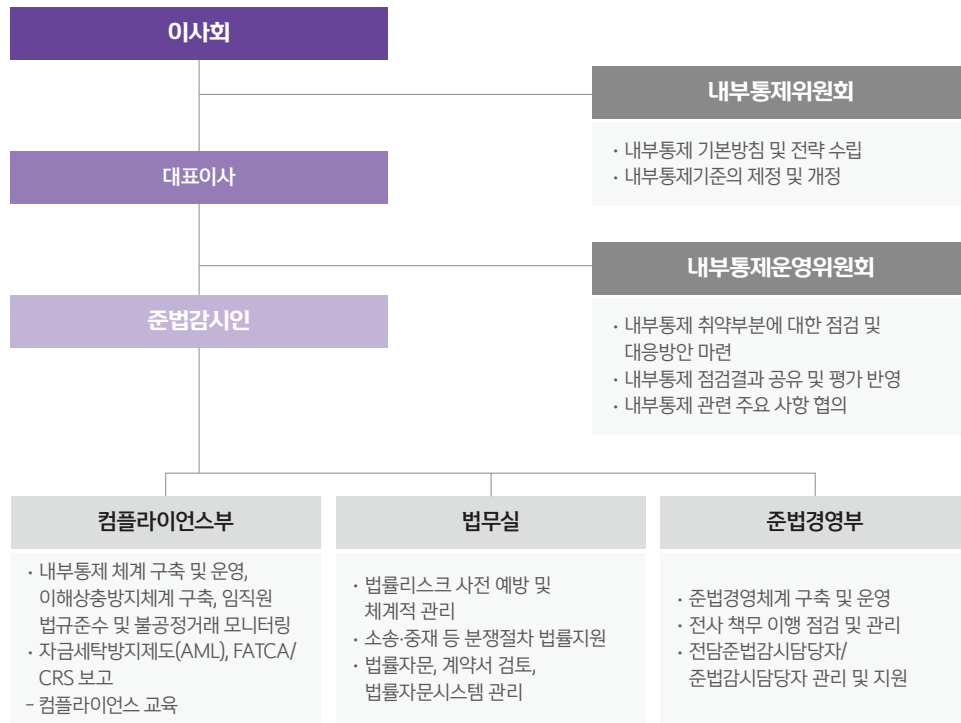 이사회
내부통제위원회
· 내부통제 기본방침 및 전략 수립
· 내부통제기준의 제정 및 개정
대표이사
내부통제운영위원회
· 내부통제 취약부분에 대한 점검 및
대응방안 마련
· 내부통제 점검결과 공유 및 평가 반영
· 내부통제 관련 주요 사항 협의
준법감시인
컴플라이언스부
· 내부통제 체계 구축 및 운영,
이해상충방지체계 구축, 임직원
법규준수 및 불공정거래 모니터링
· 자금세탁방지제도(AML), FATCA/
CRS 보고
- 컴플라이언스 교육
법무실
· 법률리스크 사전 예방 및
체계적 관리
· 소송·중재 등 분쟁절차 법률지원
· 법률자문, 계약서 검토,
법률자문시스템 관리
준법경영부
· 준법경영체계 구축 및 운영
· 전사 책무 이행 점검 및 관리
· 전담준법감시담당자/
준법감시담당자 관리 및 지원